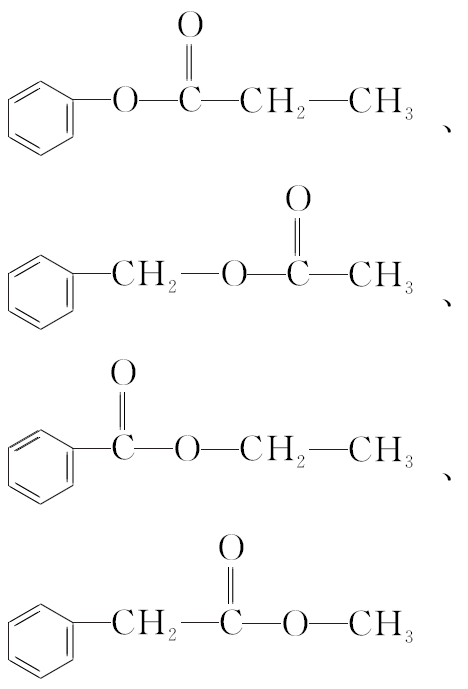 O
O—C—CH₂—CH₃、
O
CH₂—O—C—CH₃、
O
C—O—CH₂—CH₃、
O
CH₂—C—O—CH₃